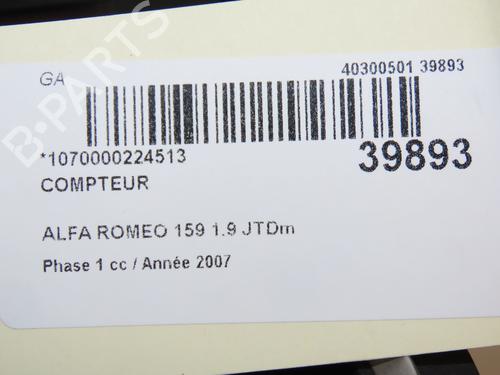 GA
40300501 39893
*1070000224513
39893
COMPTEUR
ALFA ROMEO 159 1.9 JTDm
Phase 1 cc / Année 2007
B-PARTS